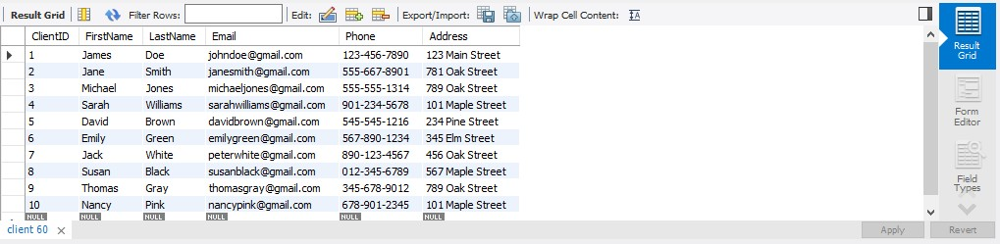 Result Grid Filter Rows: Edit: Export/Import: Wrap Cell Content: IA
ClientID FirstName LastName Email Phone Address
1 James Doe johndoe@gmail.com 123-456-7890 123 Main Street
2 Jane Smith janesmith@gmail.com 555-667-8901 781 Oak Street
3 Michael Jones michaeljones@gmail.com 555-555-1314 789 Oak Street
4 Sarah Williams sarahwilliams@gmail.com 901-234-5678 101 Maple Street
5 David Brown davidbrown@gmail.com 545-545-1216 234 Pine Street
6 Emily Green emilygreen@gmail.com 567-890-1234 345 Elm Street
7 Jack White peterwhite@gmail.com 890-123-4567 456 Oak Street
8 Susan Black susanblack@gmail.com 012-345-6789 567 Maple Street
9 Thomas Gray thomasgray@gmail.com 345-678-9012 789 Oak Street
10 Nancy Pink nancypink@gmail.com 678-901-2345 101 Maple Street
NULL NULL NULL NULL NULL NULL
client 60
Result
Grid
Form
Editor
Field
Types
Apply Revert